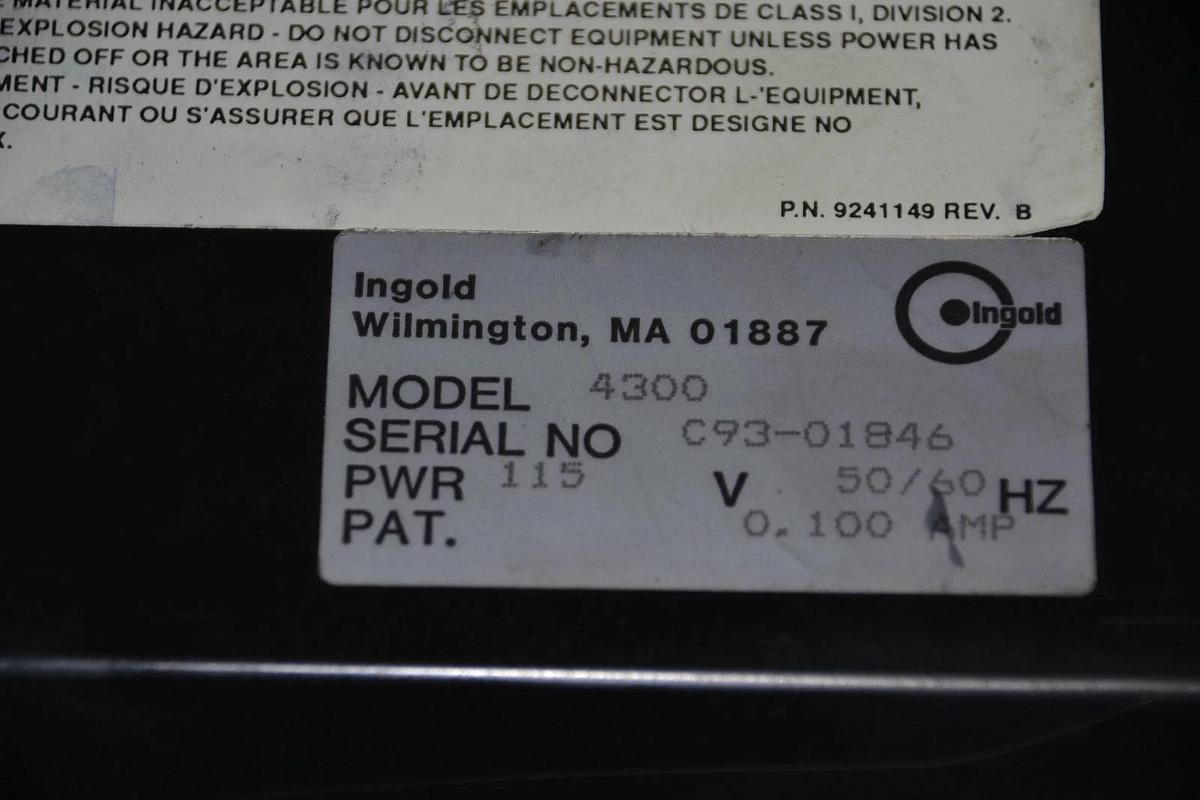 MATERIAL INACCEPTABLE POUR LES EMPLACEMENTS DE CLASS I, DIVISION 2.
EXPLOSION HAZARD - DO NOT DISCONNECT EQUIPMENT UNLESS POWER HAS
CHED OFF OR THE AREA IS KNOWN TO BE NON-HAZARDOUS.
MENT - RISQUE D'EXPLOSION - AVANT DE DECONNECTOR L-'EQUIPMENT,
COURANT OU S'ASSURER QUE L'EMPLACEMENT EST DESIGNE NO
X.
P.N. 9241149 REV. B
Ingold
Wilmington, MA 01887
Ingold
MODEL 4300
SERIAL NO C93-01846
PWR 115 V 50/60 HZ
PAT. 0.100 AMP